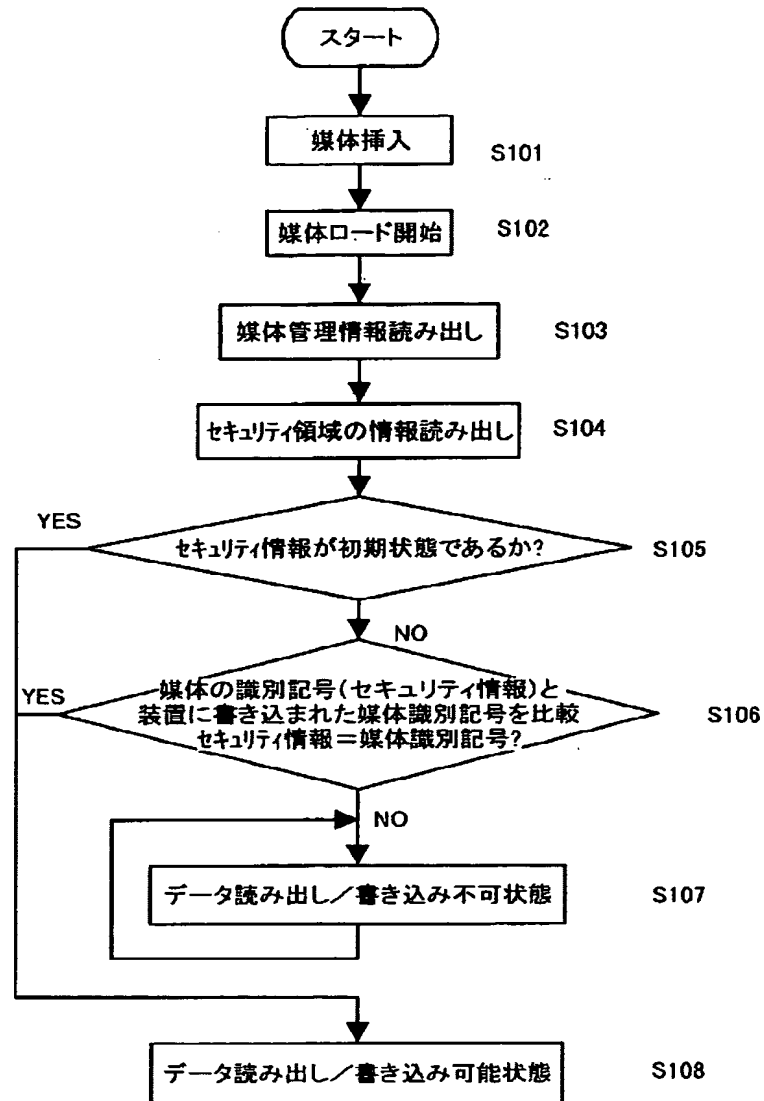 スタート
媒体挿入
S101
媒体ロード開始
S102
媒体管理情報読み出し
S103
セキュリティ領域の情報読み出し
S104
YES
セキュリティ情報が初期状態であるか?
S105
NO
YES
媒体の識別記号(セキュリティ情報)と
装置に書き込まれた媒体識別記号を比較
セキュリティ情報=媒体識別記号?
S106
NO
データ読み出し/書き込み不可状態
S107
データ読み出し/書き込み可能状態
S108